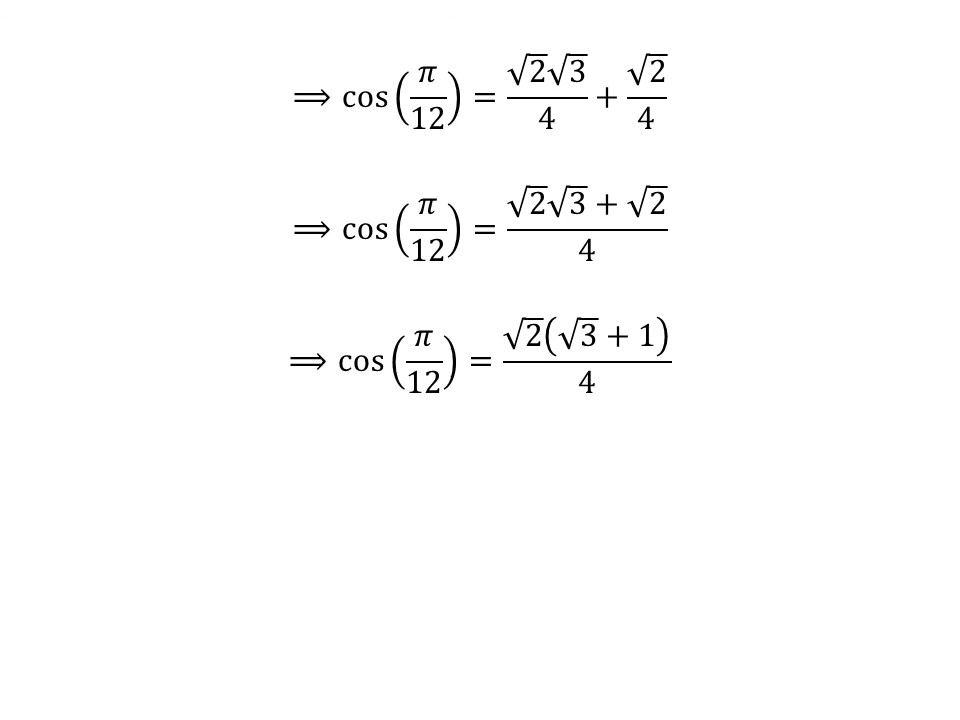 ⟹ cos(π/12) = √2√3/4 + √2/4
⟹ cos(π/12) = (√2√3 + √2)/4
⟹ cos(π/12) = √2(√3 + 1)/4